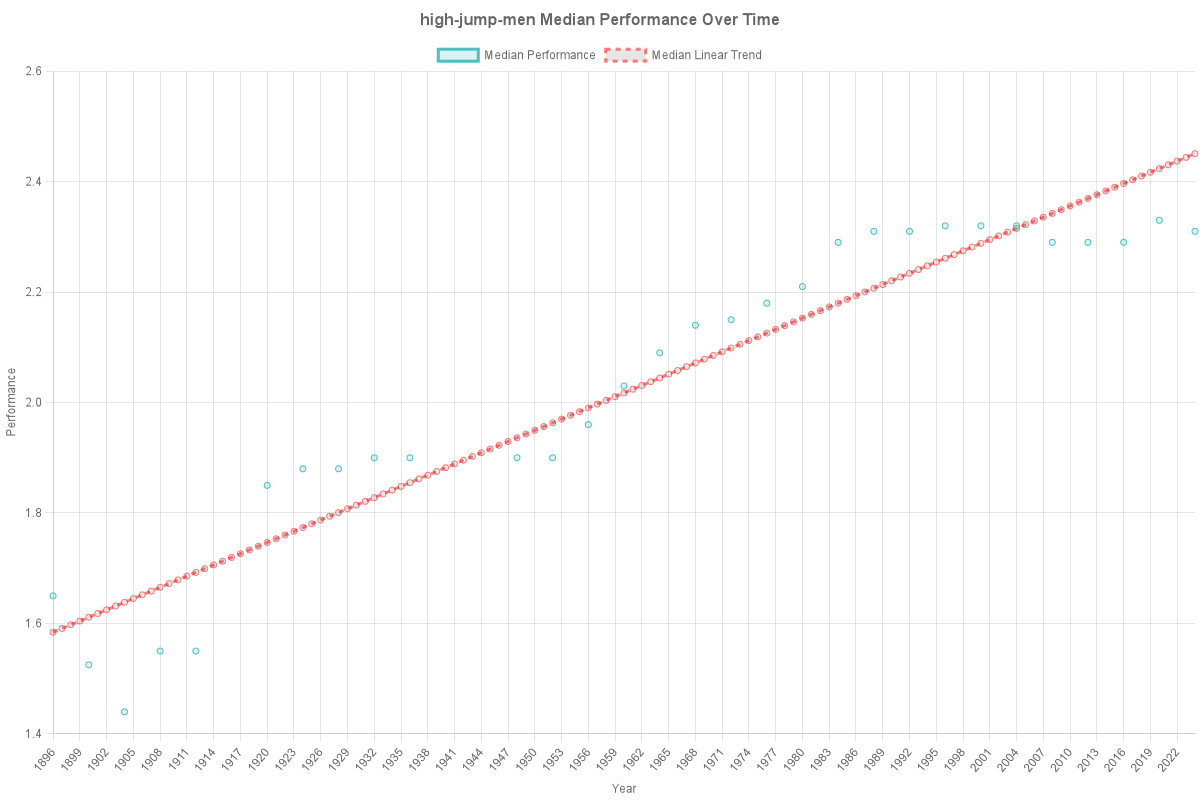 high-jump-men Median Performance Over Time
Median Performance Median Linear Trend
2.6
2.4
2.2
2.0
1.8
1.6
1.4
Performance
1896 1899 1902 1905 1908 1911 1914 1917 1920 1923 1926 1929 1932 1935 1938 1941 1944 1947 1950 1953 1956 1959 1962 1965 1968 1971 1974 1977 1980 1983 1986 1989 1992 1995 1998 2001 2004 2007 2010 2013 2016 2019 2022
Year